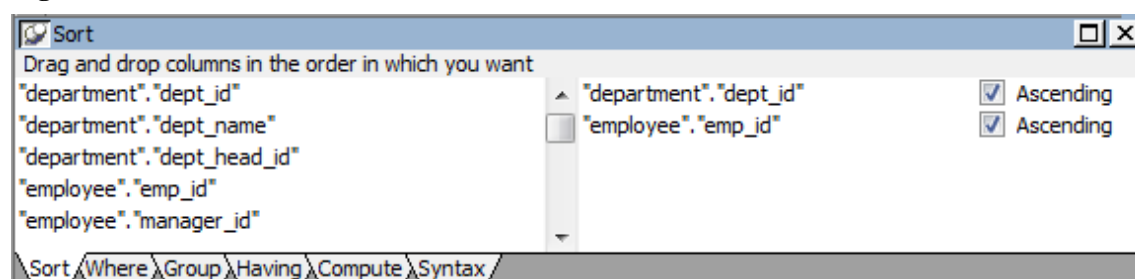 Sort
Drag and drop columns in the order in which you want
"department"."dept_id"
"department"."dept_name"
"department"."dept_head_id"
"employee"."emp_id"
"employee"."manager_id"
"department"."dept_id" Ascending
"employee"."emp_id" Ascending
Sort Where Group Having Compute Syntax